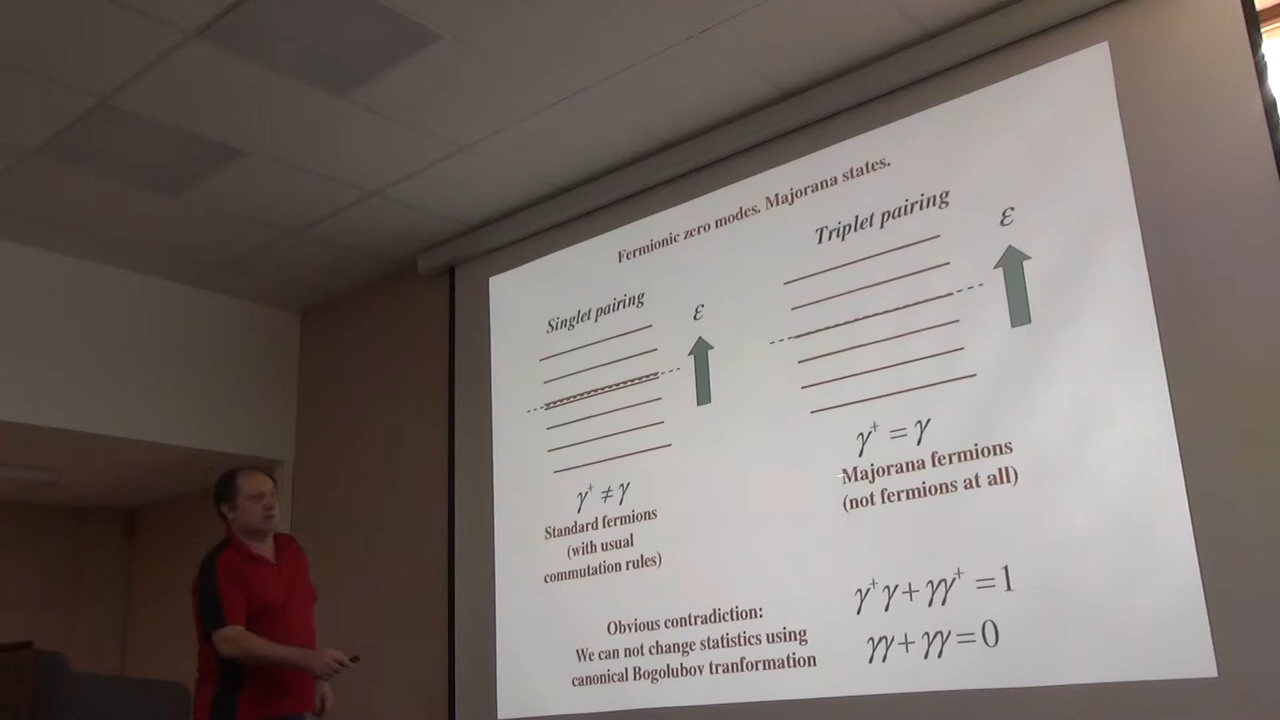 Fermionic zero modes. Majorana states.
Singlet pairing
ε
γ⁺ ≠ γ
Standard fermions
(with usual
commutation rules)
Triplet pairing
ε
γ⁺ = γ
Majorana fermions
(not fermions at all)
Obvious contradiction:
We can not change statistics using
canonical Bogolubov tranformation
γ⁺γ + γγ⁺ = 1
γγ + γγ = 0